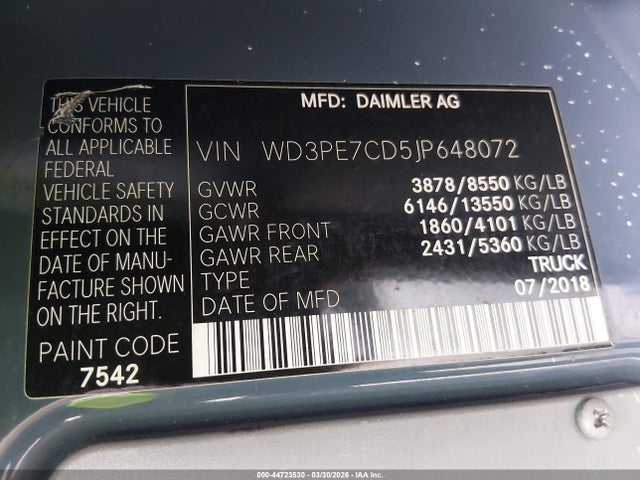 THIS VEHICLE
CONFORMS TO
ALL APPLICABLE
FEDERAL
VEHICLE SAFETY
STANDARDS IN
EFFECT ON THE
DATE OF MANU-
FACTURE SHOWN
ON THE RIGHT.
PAINT CODE
7542
MFD: DAIMLER AG
VIN WD3PE7CD5JP648072
GVWR 3878/8550 KG/LB
GCWR 6146/13550 KG/LB
GAWR FRONT 1860/4101 KG/LB
GAWR REAR 2431/5360 KG/LB
TYPE TRUCK
DATE OF MFD 07/2018
000-44723530 - 03/30/2026 - IAA Corp. IAA Inc.